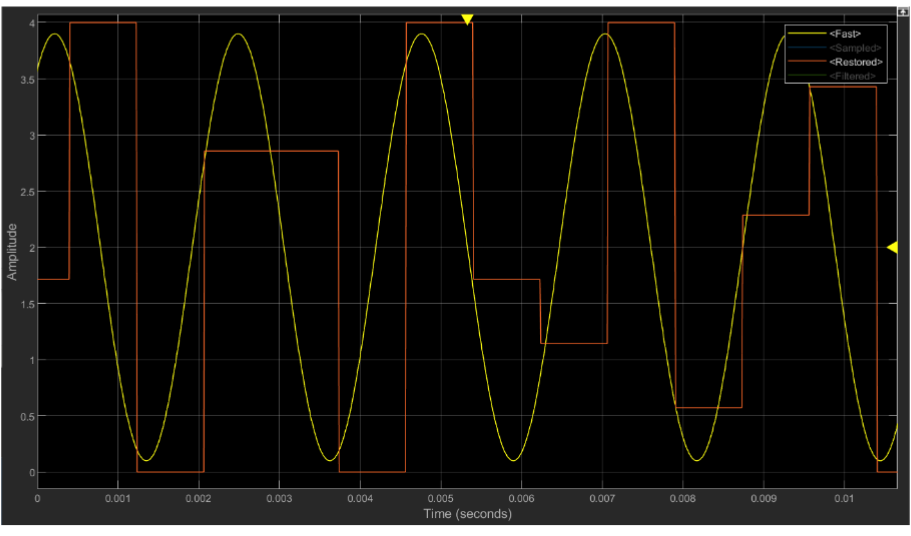 4
3.5
3
2.5
2
1.5
1
0.5
0
Amplitude
<Fast>
<Sampled>
<Restored>
<Filtered>
0 0.001 0.002 0.003 0.004 0.005 0.006 0.007 0.008 0.009 0.01
Time (seconds)